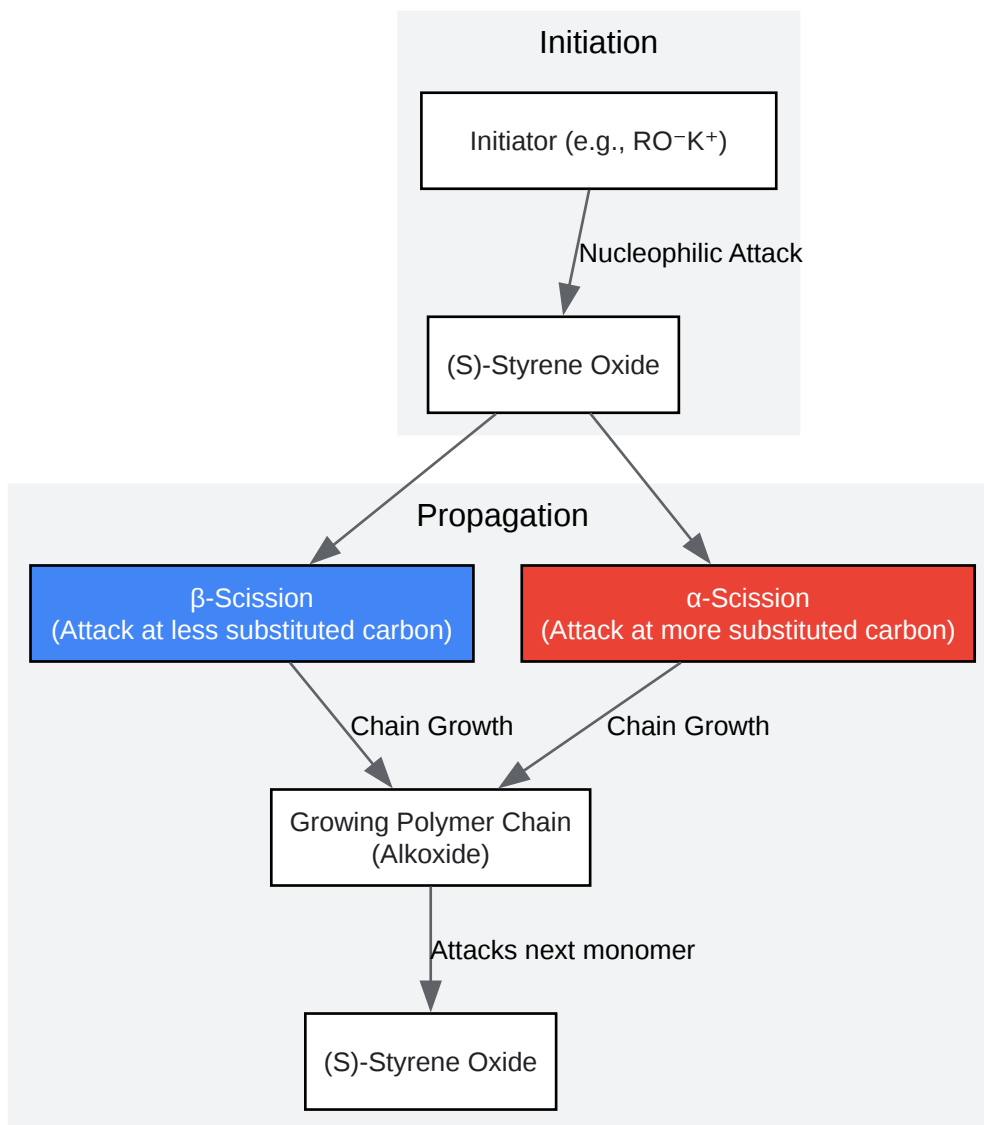 Initiation
Initiator (e.g., RO⁻K⁺)
Nucleophilic Attack
(S)-Styrene Oxide
Propagation
β-Scission
(Attack at less substituted carbon)
α-Scission
(Attack at more substituted carbon)
Chain Growth
Chain Growth
Growing Polymer Chain
(Alkoxide)
Attacks next monomer
(S)-Styrene Oxide